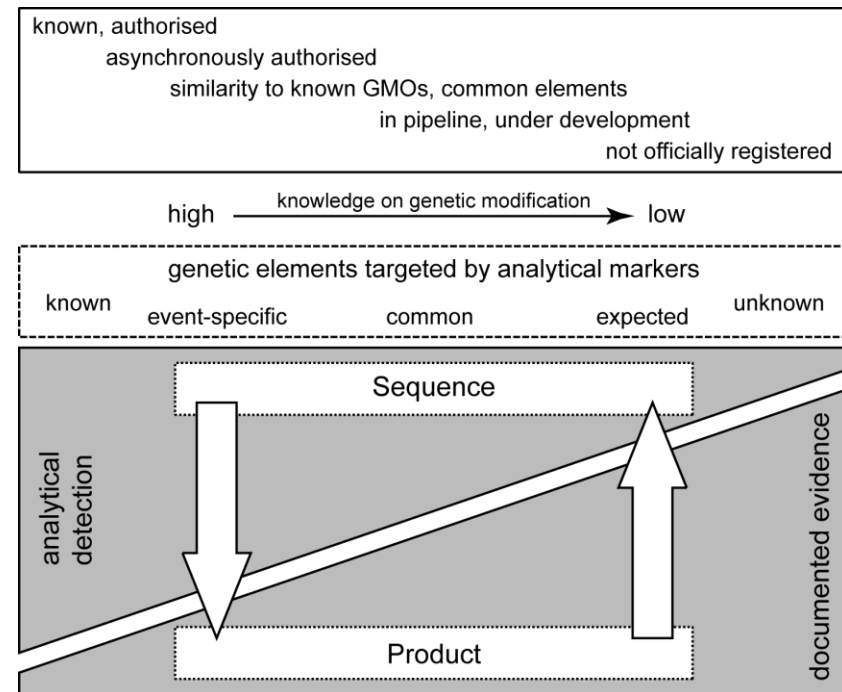 known, authorised
asynchronously authorised
similarity to known GMOs, common elements
in pipeline, under development
not officially registered
knowledge on genetic modification
high
low
genetic elements targeted by analytical markers
known
event-specific
common
expected
unknown
Sequence
analytical
detection
documented evidence
Product